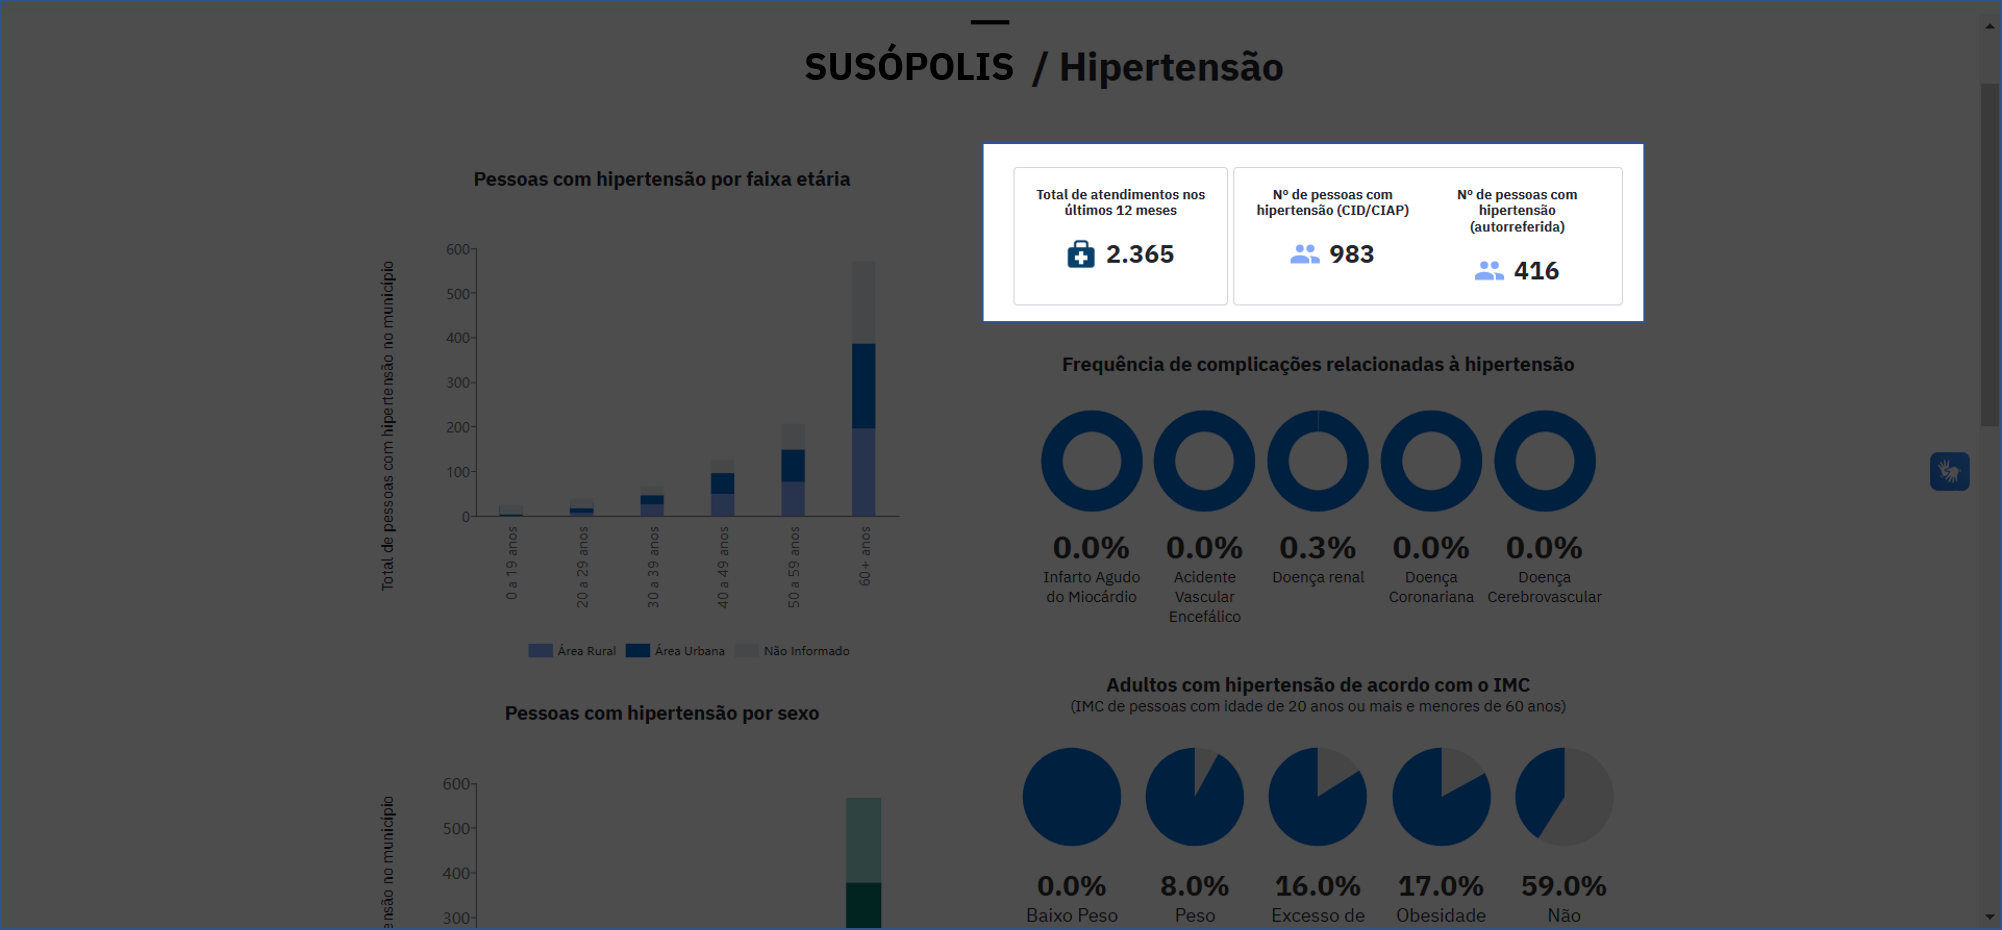 SUSÓPOLIS / Hipertensão
Pessoas com hipertensão por faixa etária
Total de pessoas com hipertensão no município
600
500
400
300
200
100
0
0 a 19 anos
20 a 29 anos
30 a 39 anos
40 a 49 anos
50 a 59 anos
60+ anos
Área Rural
Área Urbana
Não Informado
Pessoas com hipertensão por sexo
600
500
400
300
ensão no município
Total de atendimentos nos
últimos 12 meses
2.365
Nº de pessoas com
hipertensão (CID/CIAP)
983
Nº de pessoas com
hipertensão
(autorreferida)
416
Frequência de complicações relacionadas à hipertensão
0.0%
Infarto Agudo
do Miocárdio
0.0%
Acidente
Vascular
Encefálico
0.3%
Doença renal
0.0%
Doença
Coronariana
0.0%
Doença
Cerebrovascular
Adultos com hipertensão de acordo com o IMC
(IMC de pessoas com idade de 20 anos ou mais e menores de 60 anos)
0.0%
Baixo Peso
8.0%
Peso
16.0%
Excesso de
17.0%
Obesidade
59.0%
Não